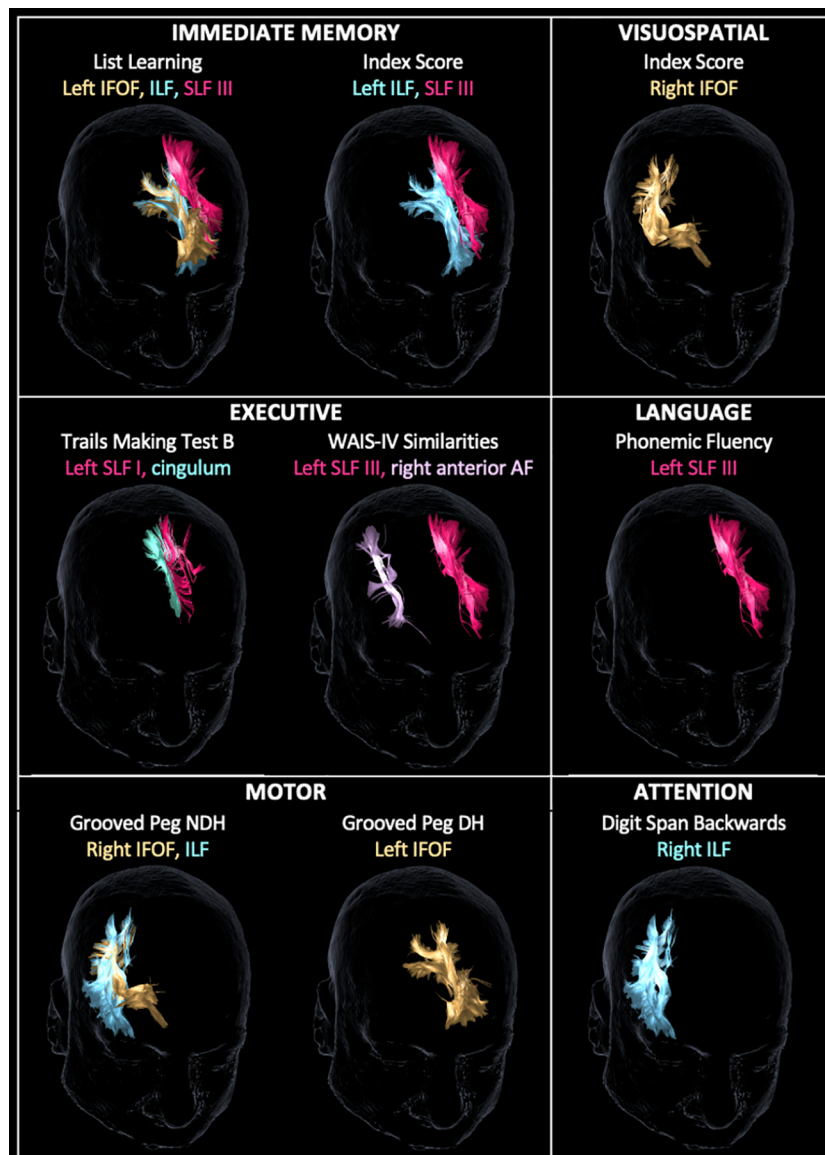 IMMEDIATE MEMORY
List Learning
Left IFOF, ILF, SLF III
Index Score
Left ILF, SLF III
VISUOSPATIAL
Index Score
Right IFOF
EXECUTIVE
Trails Making Test B
Left SLF I, cingulum
WAIS-IV Similarities
Left SLF III, right anterior AF
LANGUAGE
Phonemic Fluency
Left SLF III
MOTOR
Grooved Peg NDH
Right IFOF, ILF
Grooved Peg DH
Left IFOF
ATTENTION
Digit Span Backwards
Right ILF